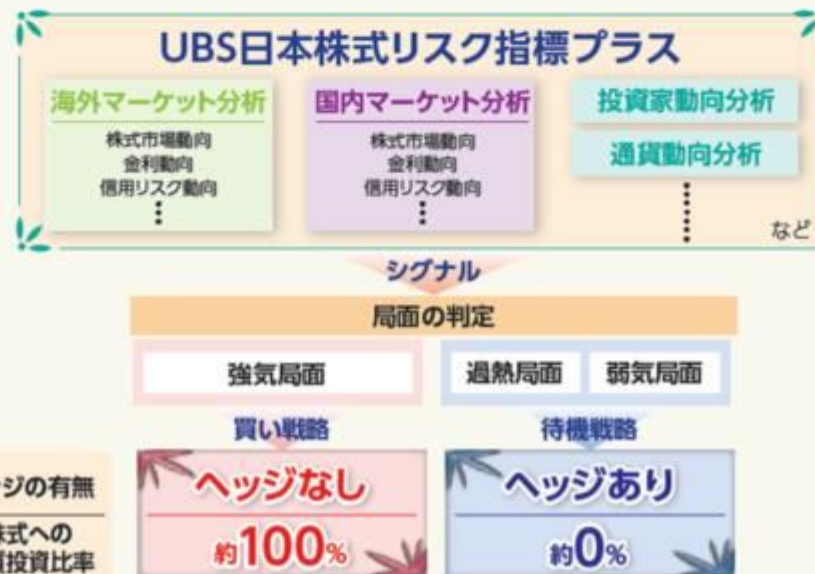 UBS日本株式リスク指標プラス
海外マーケット分析
株式市場動向
金利動向
信用リスク動向
国内マーケット分析
株式市場動向
金利動向
信用リスク動向
投資家動向分析
通貨動向分析
など
シグナル
局面の判定
強気局面
過熱局面 弱気局面
買い戦略
待機戦略
ジの有無
ヘッジなし
ヘッジあり
株式への
投資比率
約100%
約0%